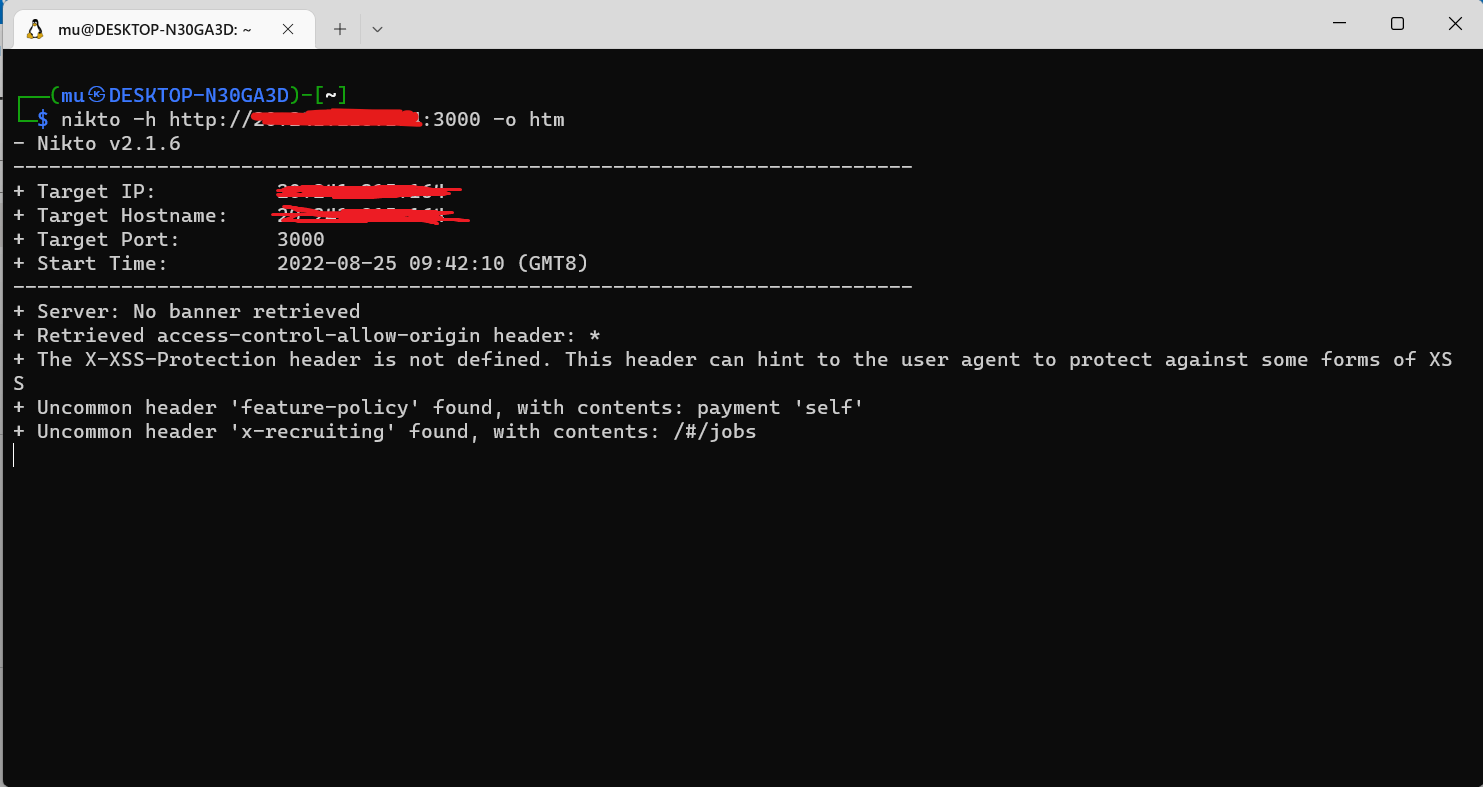 mu@DESKTOP-N30GA3D: ~
┌──(mu㉿DESKTOP-N30GA3D)-[~]
└─$ nikto -h http:// :3000 -o htm
- Nikto v2.1.6
---------------------------------------------------------------------------
+ Target IP:
+ Target Hostname:
+ Target Port: 3000
+ Start Time: 2022-08-25 09:42:10 (GMT8)
---------------------------------------------------------------------------
+ Server: No banner retrieved
+ Retrieved access-control-allow-origin header: *
+ The X-XSS-Protection header is not defined. This header can hint to the user agent to protect against some forms of XS
S
+ Uncommon header 'feature-policy' found, with contents: payment 'self'
+ Uncommon header 'x-recruiting' found, with contents: /#/jobs